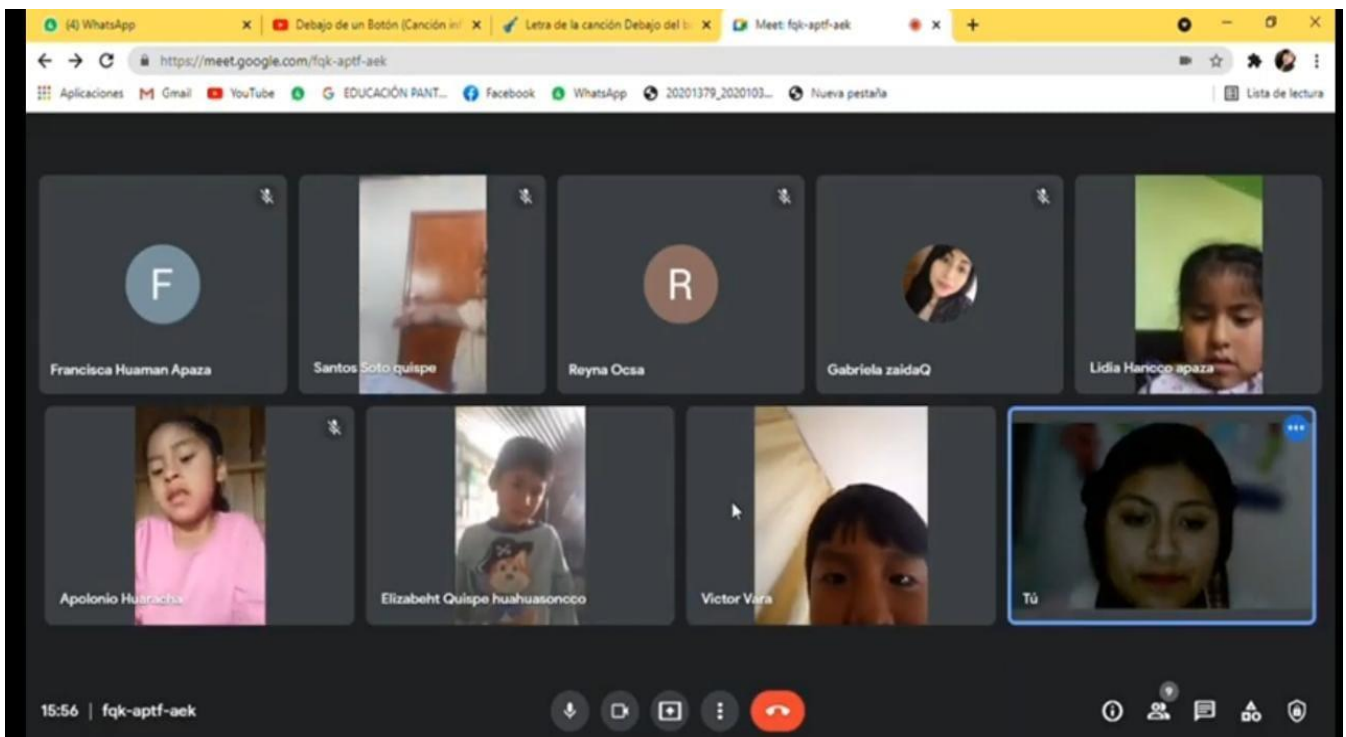 (4) WhatsApp
Debajo de un Botón (Canción inf
Letra de la canción Debajo del b
Meet: fqk-aptf-aek
https://meet.google.com/fqk-aptf-aek
Aplicaciones
Gmail
YouTube
EDUCACIÓN PANT...
Facebook
WhatsApp
20201379_2020103...
Nueva pestaña
Lista de lectura
F
R
Francisca Huaman Apaza
Santos Soto quispe
Reyna Ocsa
Gabriela zaidaQ
Lidia Hancco apaza
Apolonio Huaracha
Elizabeht Quispe huahuasoncco
Victor Vara
Tú
15:56 | fqk-aptf-aek
9